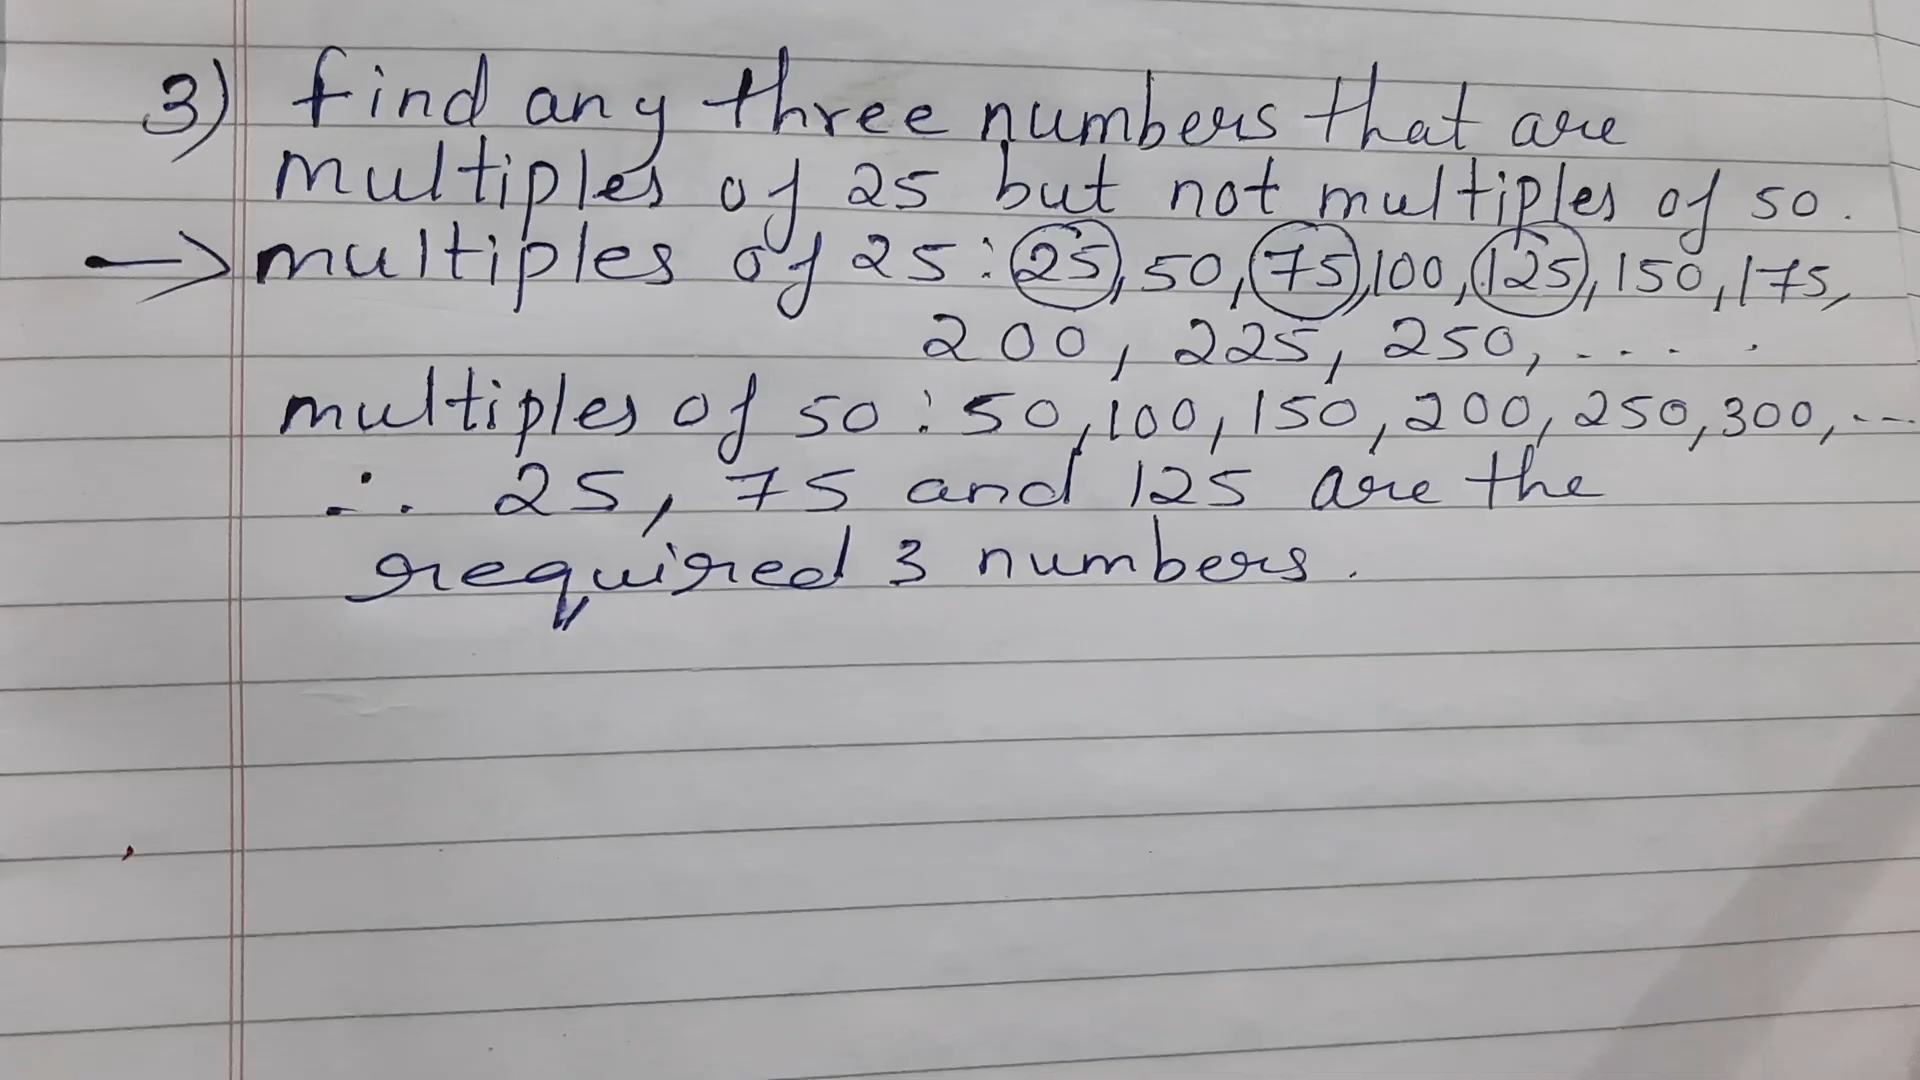 3) find any three numbers that are
multiples of 25 but not multiples of 50.
→ multiples of 25 : 25, 50, 75, 100, 125, 150, 175,
200, 225, 250, .....
multiples of 50 : 50, 100, 150, 200, 250, 300, ...
∴ 25, 75 and 125 are the
required 3 numbers.